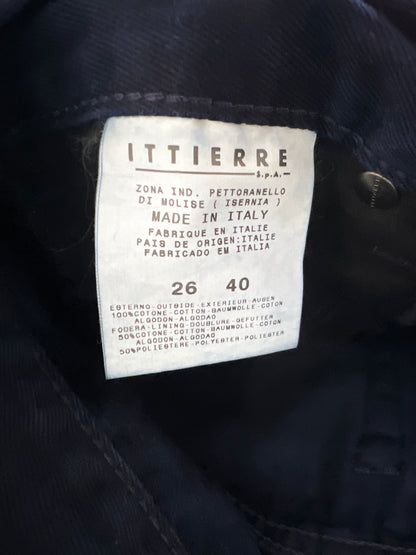 ITTIERRE
S.p.A.
ZONA IND. PETTORANELLO
DI MOLISE ( ISERNIA )
MADE IN ITALY
FABRIQUE EN ITALIE
PAIS DE ORIGEN:ITALIE
FABRICADO EM ITALIA
26 40
ESTERNO-OUTSIDE-EXTERIEUR-AUGEN
100%COTONE-COTTON-BAUMWOLLE-COTON
ALGODON-ALGODAO
FODERA-LINING-DOUBLURE-GEFUTTER
50%COTONE-COTTON-BAUMWOLLE-COTON
ALGODON-ALGODAO
50%POLIESTERE-POLYESTER-POLIESTER